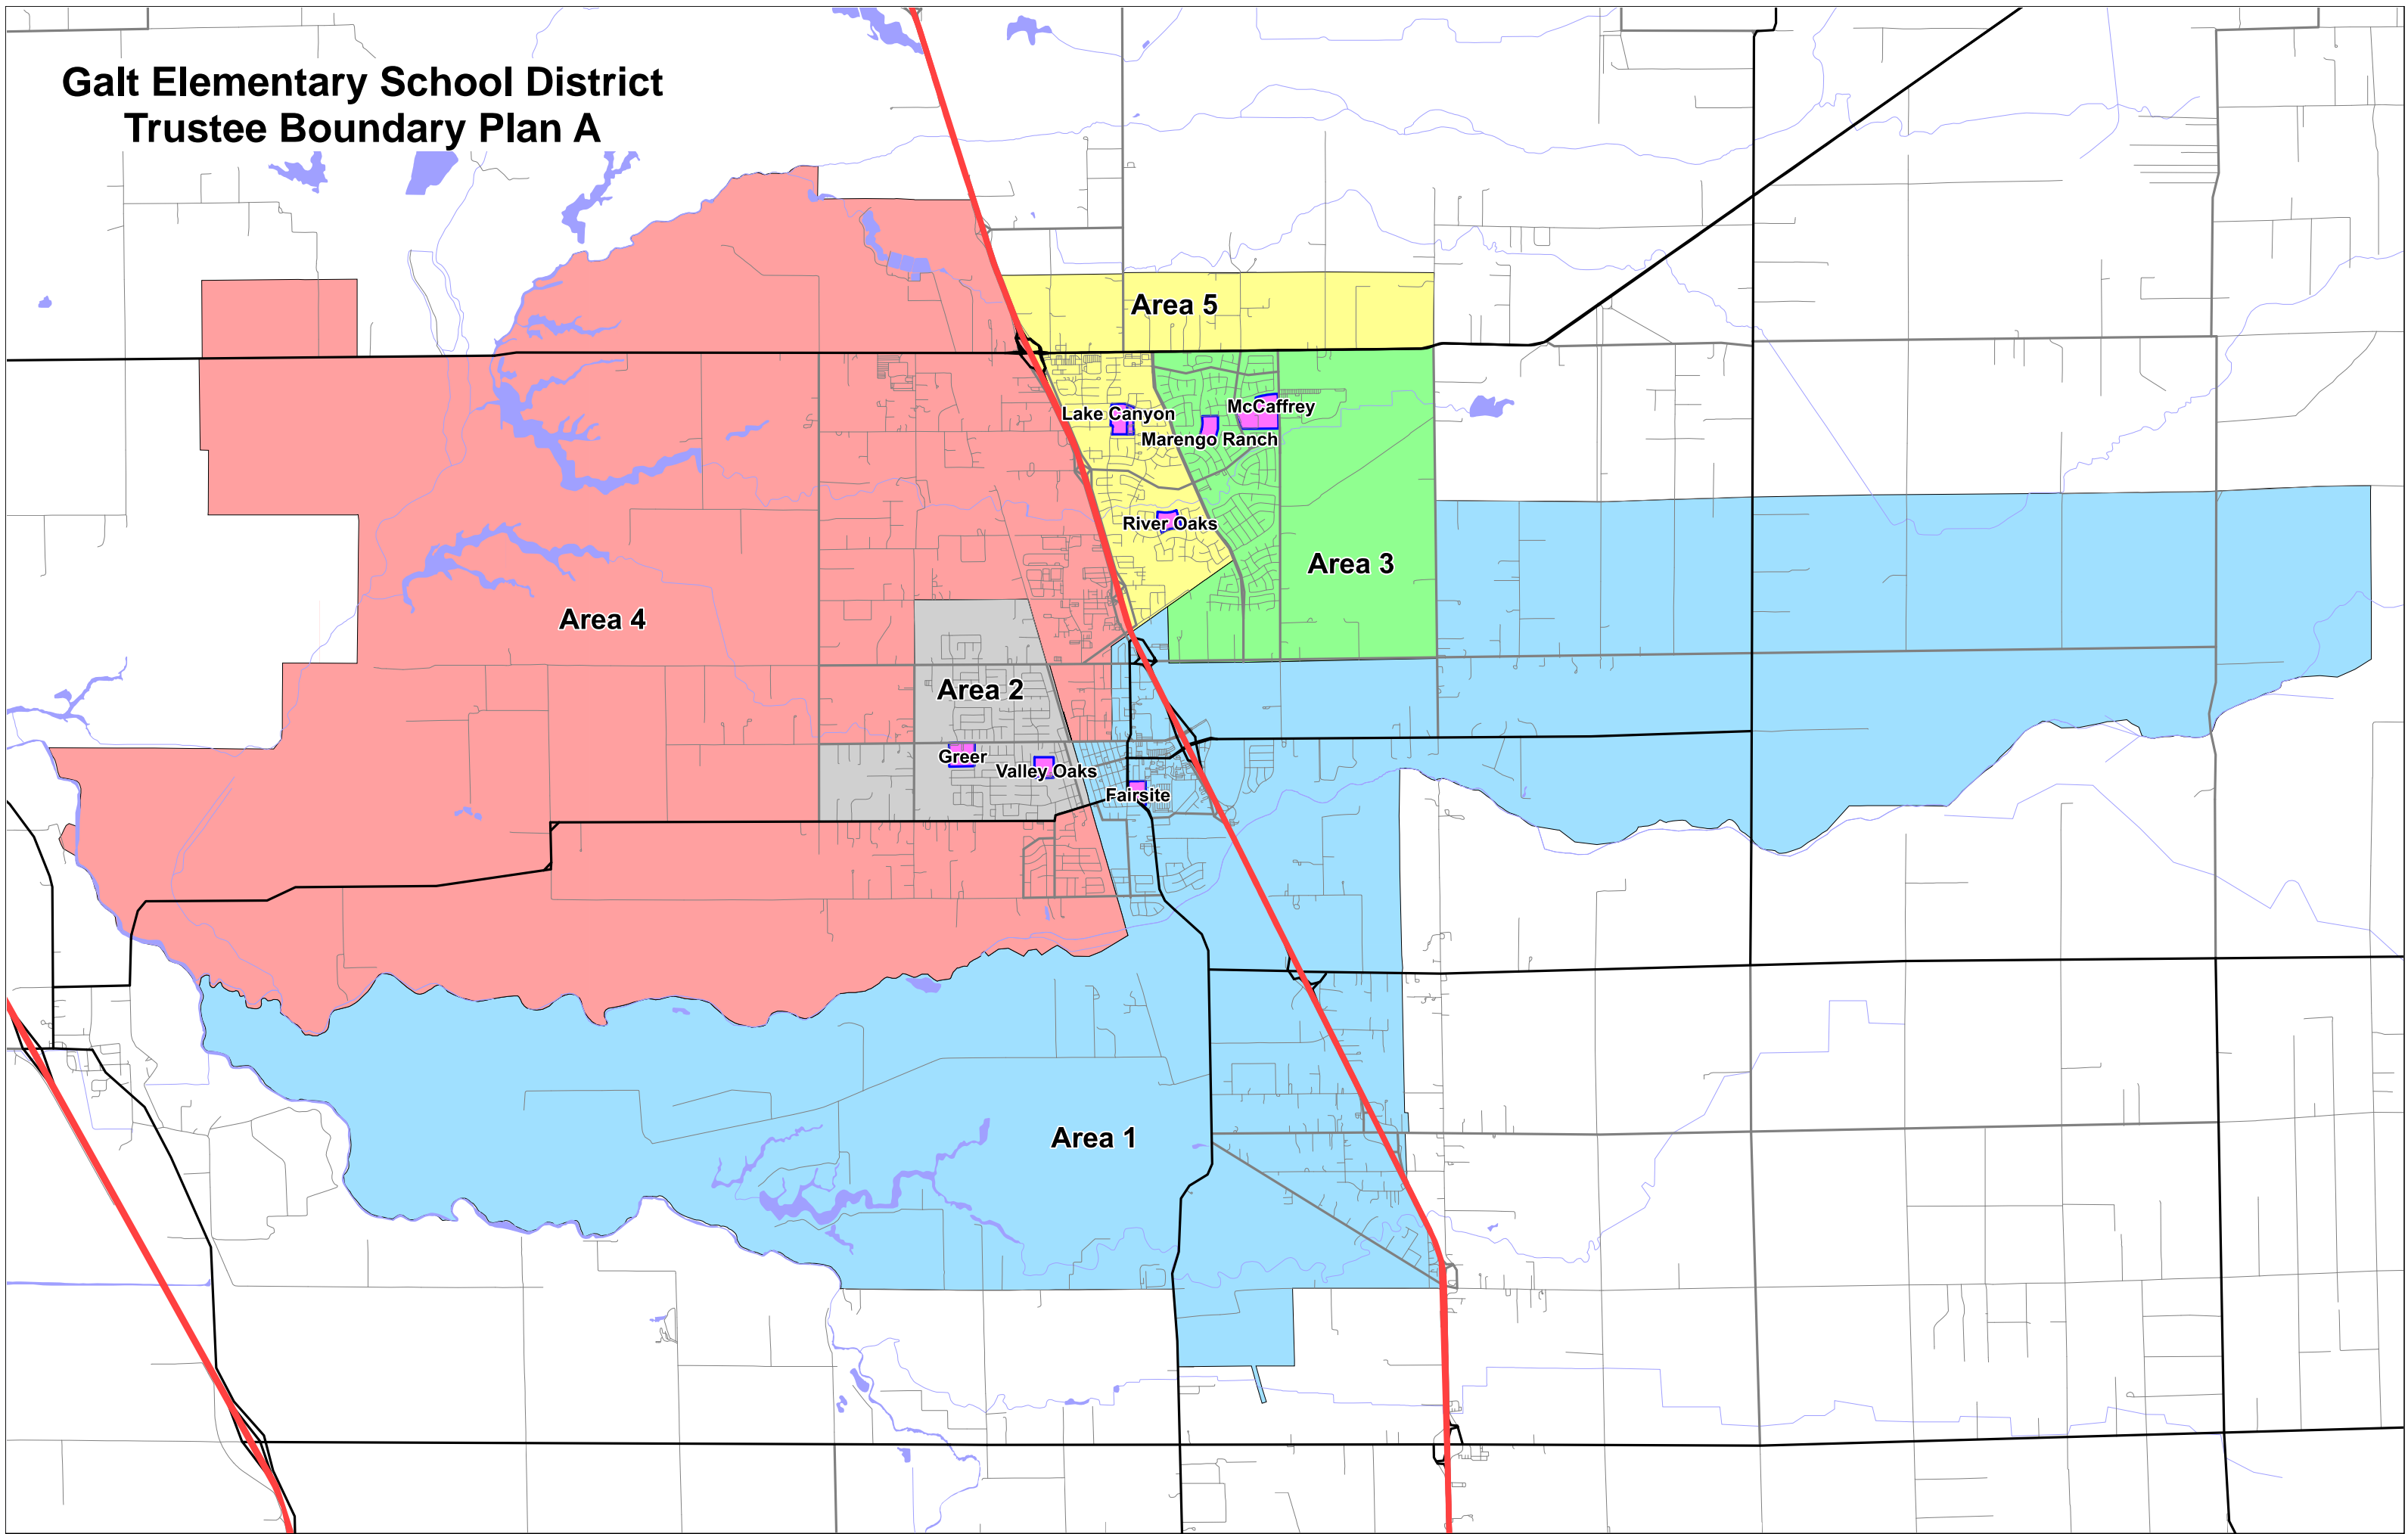 Galt Elementary School District
Trustee Boundary Plan A
Area 5
Lake Canyon
McCaffrey
Marengo Ranch
River Oaks
Area 3
Area 4
Area 2
Greer
Valley Oaks
Fairsite
Area 1